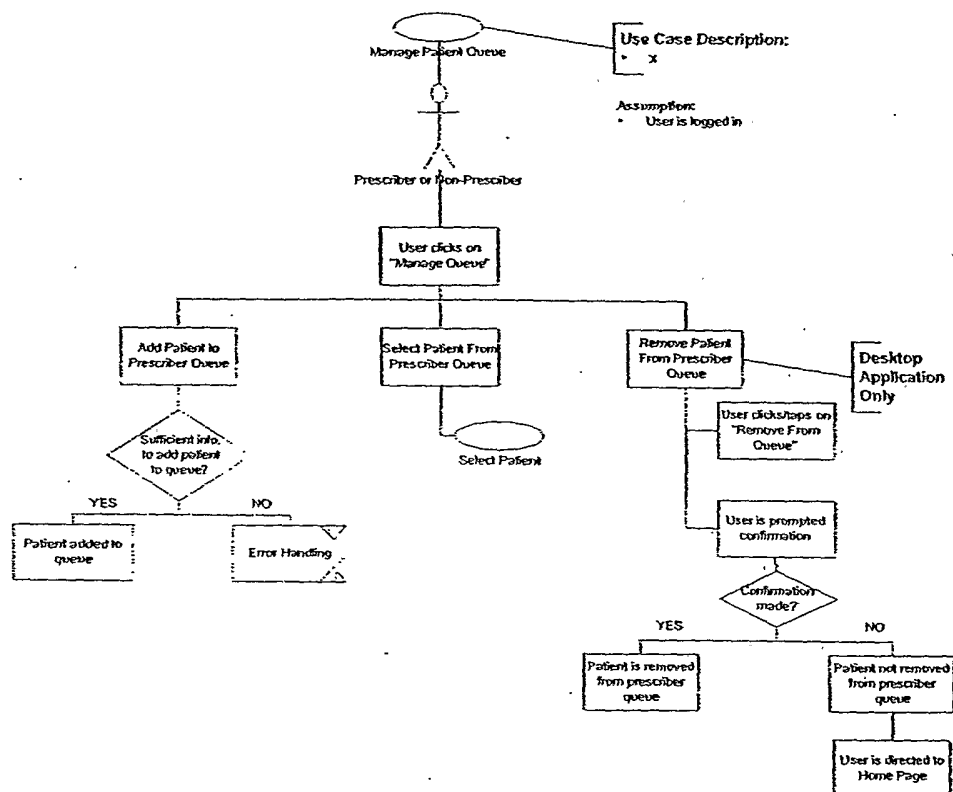 Manage Patient Queue
Use Case Description:
• x
Assumption:
• User is logged in
Prescriber or Non-Prescriber
User clicks on
"Manage Queue"
Add Patient to
Prescriber Queue
Select Patient From
Prescriber Queue
Remove Patient
From Prescriber
Queue
Desktop
Application
Only
Sufficient info
to add patient
to queue?
Select Patient
User clicks/taps on
"Remove From
Queue"
YES
NO
Patient added to
queue
Error Handling
User is prompted
confirmation
Confirmation
made?
YES
NO
Patient is removed
from prescriber
queue
Patient not removed
from prescriber
queue
User is directed to
Home Page